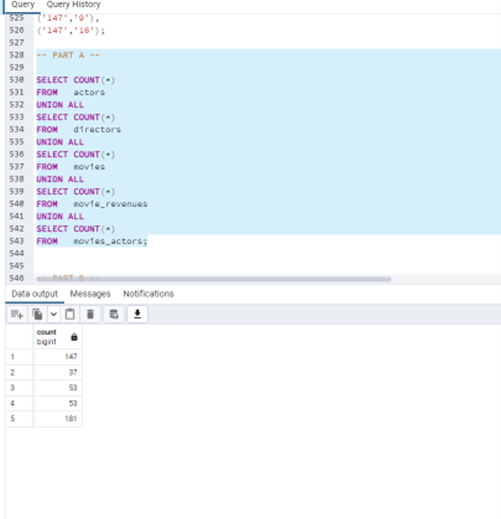 Query Query History
525 ('147','9'),
526 ('147','16');
527
528 -- PART A --
529
530 SELECT COUNT(*)
531 FROM actors
532 UNION ALL
533 SELECT COUNT(*)
534 FROM directors
535 UNION ALL
536 SELECT COUNT(*)
537 FROM movies
538 UNION ALL
539 SELECT COUNT(*)
540 FROM movie_revenues
541 UNION ALL
542 SELECT COUNT(*)
543 FROM movies_actors;
544
545
546 -- PART B --
Data output Messages Notifications
count
bigint
1 147
2 37
3 53
4 53
5 181